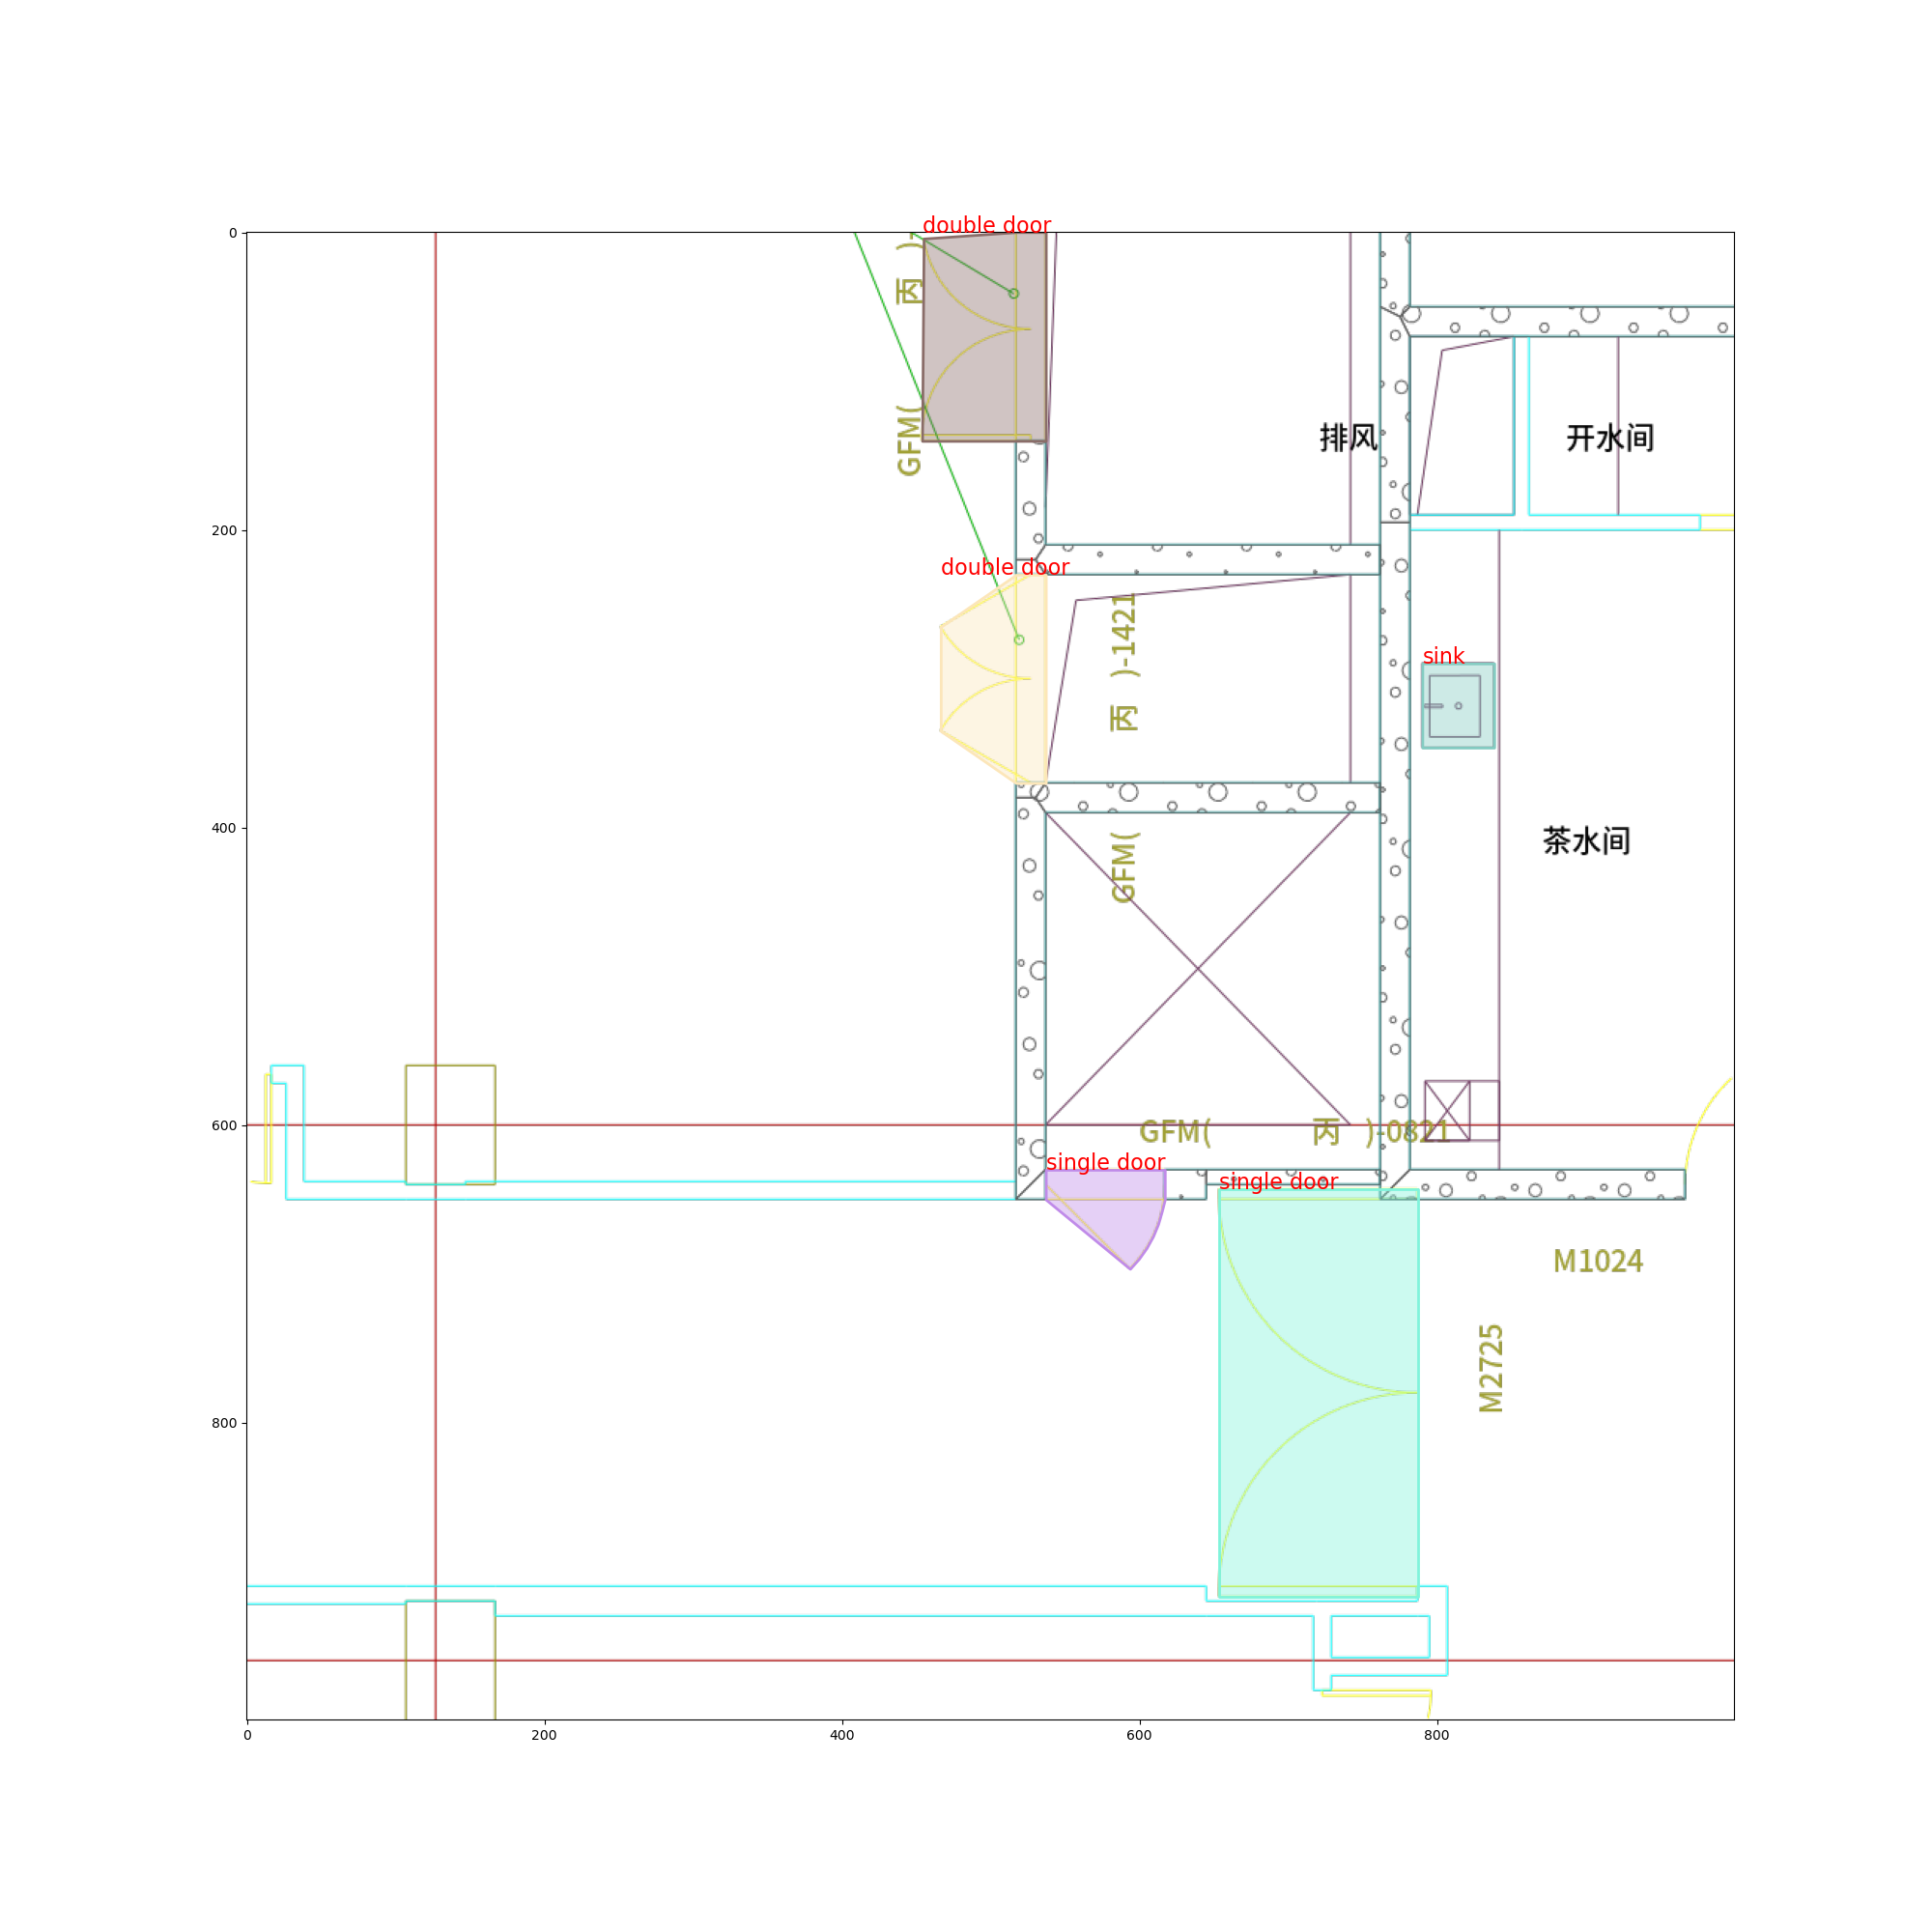 double door
丙 )-
GFM(
排风
开水间
double door
丙 )-1421
GFM(
sink
茶水间
GFM( 丙 )-0821
single door
single door
M1024
M2725
0
200
400
600
800
0
200
400
600
800